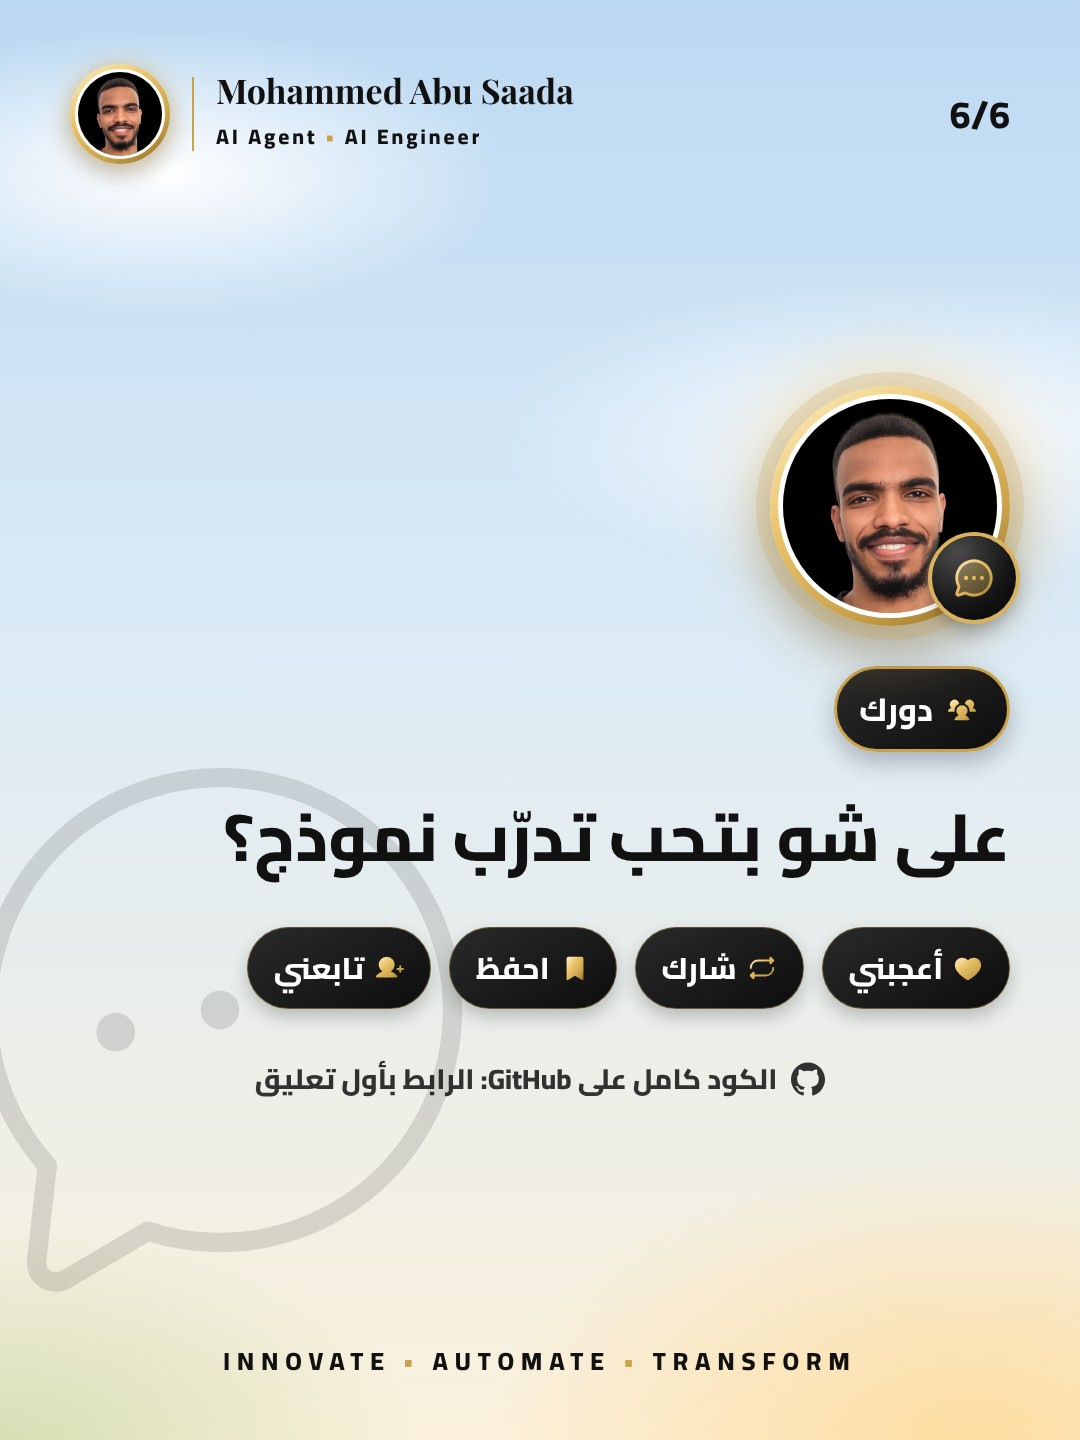 Mohammed Abu Saada
AI Agent ▪ AI Engineer
6/6
دورك
على شو بتحب تدرّب نموذج؟
أعجبني
شارك
احفظ
تابعني
الكود كامل على GitHub: الرابط بأول تعليق
INNOVATE ▪ AUTOMATE ▪ TRANSFORM